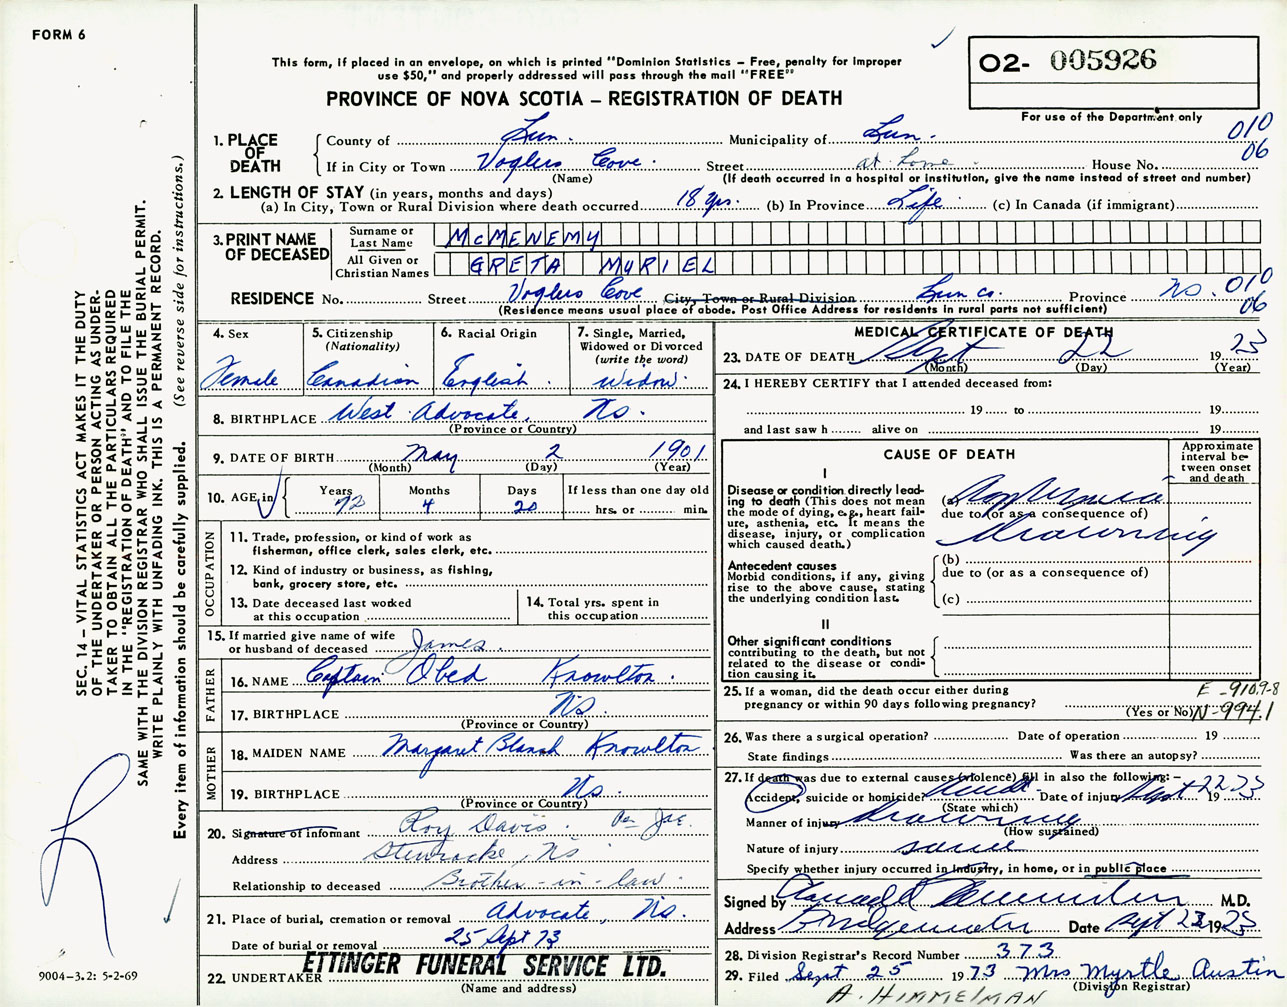 FORM 6
This form, if placed in an envelope, on which is printed "Dominion Statistics – Free, penalty for improper
use $50," and properly addressed will pass through the mail "FREE"
PROVINCE OF NOVA SCOTIA – REGISTRATION OF DEATH
O2- 005926
For use of the Department only
1. PLACE OF DEATH
County of Lun. Municipality of Lun. 010
If in City or Town Voglers Cove. Street at home House No. 06
(Name) (If death occurred in a hospital or institution, give the name instead of street and number)
2. LENGTH OF STAY (in years, months and days)
(a) In City, Town or Rural Division where death occurred 18 yrs. (b) In Province Life (c) In Canada (if immigrant)
3. PRINT NAME OF DECEASED
Surname or Last Name McMENEMY
All Given or Christian Names GRETA MURIEL
RESIDENCE No. Street Voglers Cove City, Town or Rural Division Lun Co. Province NS. 010
(Residence means usual place of abode. Post Office Address for residents in rural parts not sufficient) 06
4. Sex Female
5. Citizenship (Nationality) Canadian
6. Racial Origin English
7. Single, Married, Widowed or Divorced (write the word) Widow
8. BIRTHPLACE West Advocate, NS.
(Province or Country)
9. DATE OF BIRTH May 2 1901
(Month) (Day) (Year)
10. AGE in Years 72 Months 4 Days 20 If less than one day old hrs. or min.
OCCUPATION
11. Trade, profession, or kind of work as
fisherman, office clerk, sales clerk, etc.
12. Kind of industry or business, as fishing,
bank, grocery store, etc.
13. Date deceased last worked
at this occupation
14. Total yrs. spent in
this occupation
15. If married give name of wife
or husband of deceased James.
FATHER
16. NAME Captain Obed Knowlton.
17. BIRTHPLACE NS.
(Province or Country)
MOTHER
18. MAIDEN NAME Margaret Blanch Knowlton
19. BIRTHPLACE NS.
(Province or Country)
20. Signature of informant Roy Davis. Per
Address NS
Relationship to deceased Brother-in-law.
21. Place of burial, cremation or removal Advocate, NS.
Date of burial or removal 25 Sept 73
22. UNDERTAKER ETTINGER FUNERAL SERVICE LTD.
(Name and address)
MEDICAL CERTIFICATE OF DEATH
23. DATE OF DEATH Sept 22 1973
(Month) (Day) (Year)
24. I HEREBY CERTIFY that I attended deceased from:
19 to 19
and last saw h alive on 19
CAUSE OF DEATH
Approximate interval between onset and death
I
Disease or condition directly leading to death (This does not mean
the mode of dying, e.g., heart failure, asthenia, etc. It means the
disease, injury, or complication
which caused death.)
(a) Asphyxia
due to (or as a consequence of)
drowning
Antecedent causes
Morbid conditions, if any, giving
rise to the above cause, stating
the underlying condition last.
(b)
due to (or as a consequence of)
(c)
II
Other significant conditions
contributing to the death, but not
related to the disease or condition causing it.
25. If a woman, did the death occur either during
pregnancy or within 90 days following pregnancy?
(Yes or No)
E-910.9-8
N-994.1
26. Was there a surgical operation? Date of operation 19
State findings Was there an autopsy?
27. If death was due to external causes (violence) fill in also the following:–
Accident, suicide or homicide? Date of injury Sept 22 1973
(State which)
Manner of injury drowning
(How sustained)
Nature of injury same
Specify whether injury occurred in industry, in home, or in public place
Signed by M.D.
Address Bridgewater Date Sept 23 1973
28. Division Registrar's Record Number 373
29. Filed Sept 25 1973 Mrs Myrtle Austin
(Division Registrar)
A. HIMMELMAN
SEC. 14 – VITAL STATISTICS ACT MAKES IT THE DUTY
OF THE UNDERTAKER OR PERSON ACTING AS UNDER-
TAKER TO OBTAIN ALL THE PARTICULARS REQUIRED
IN THE "REGISTRATION OF DEATH" AND TO FILE THE
SAME WITH THE DIVISION REGISTRAR WHO SHALL ISSUE THE BURIAL PERMIT.
WRITE PLAINLY WITH UNFADING INK. THIS IS A PERMANENT RECORD.
Every item of information should be carefully supplied. (See reverse side for instructions.)
9004-3.2: 5-2-69